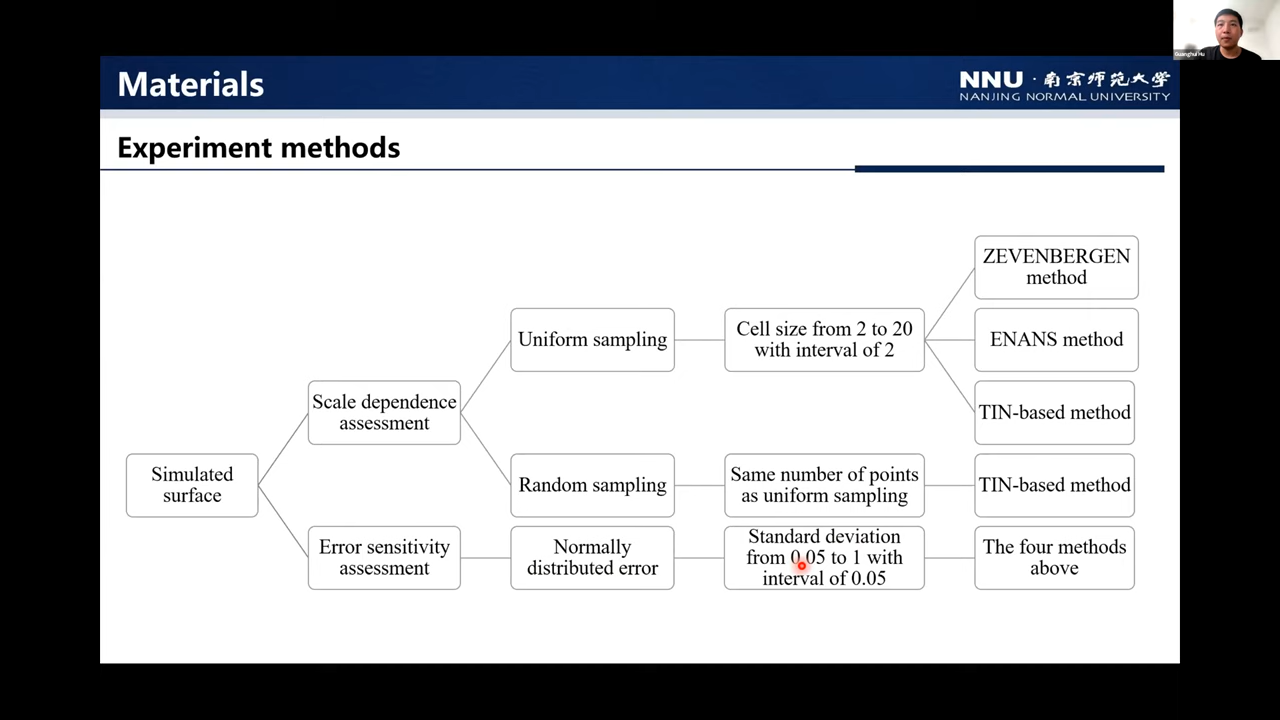 Guanghui Hu
Materials
NNU · 南京师范大学
NANJING NORMAL UNIVERSITY
Experiment methods
Simulated
surface
Scale dependence
assessment
Error sensitivity
assessment
Uniform sampling
Random sampling
Normally
distributed error
Cell size from 2 to 20
with interval of 2
Same number of points
as uniform sampling
Standard deviation
from 0.05 to 1 with
interval of 0.05
ZEVENBERGEN
method
ENANS method
TIN-based method
TIN-based method
The four methods
above